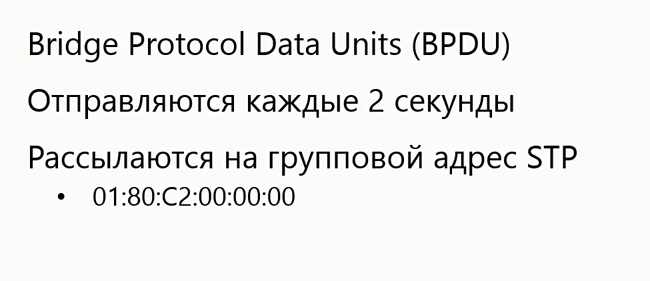 Bridge Protocol Data Units (BPDU)
Отправляются каждые 2 секунды
Рассылаются на групповой адрес STP
• 01:80:C2:00:00:00